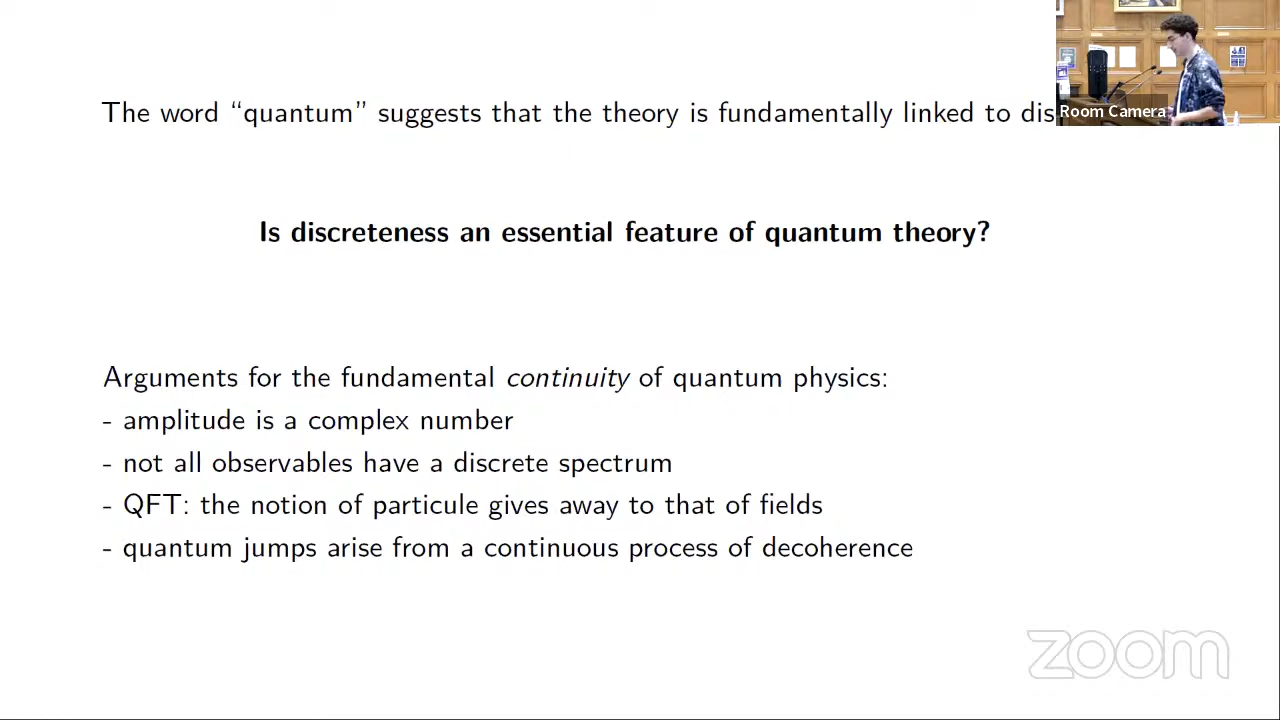 The word “quantum” suggests that the theory is fundamentally linked to
Room Camera
Is discreteness an essential feature of quantum theory?
Arguments for the fundamental continuity of quantum physics:
- amplitude is a complex number
- not all observables have a discrete spectrum
- QFT: the notion of particule gives away to that of fields
- quantum jumps arise from a continuous process of decoherence
zoom